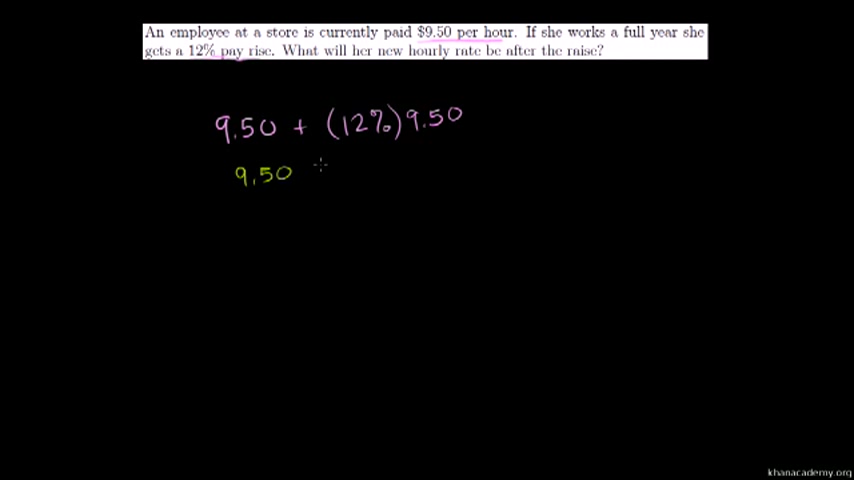 An employee at a store is currently paid $9.50 per hour. If she works a full year she
gets a 12% pay rise. What will her new hourly rate be after the raise?
9.50 + (12%) 9.50
9.50
khanacademy.org